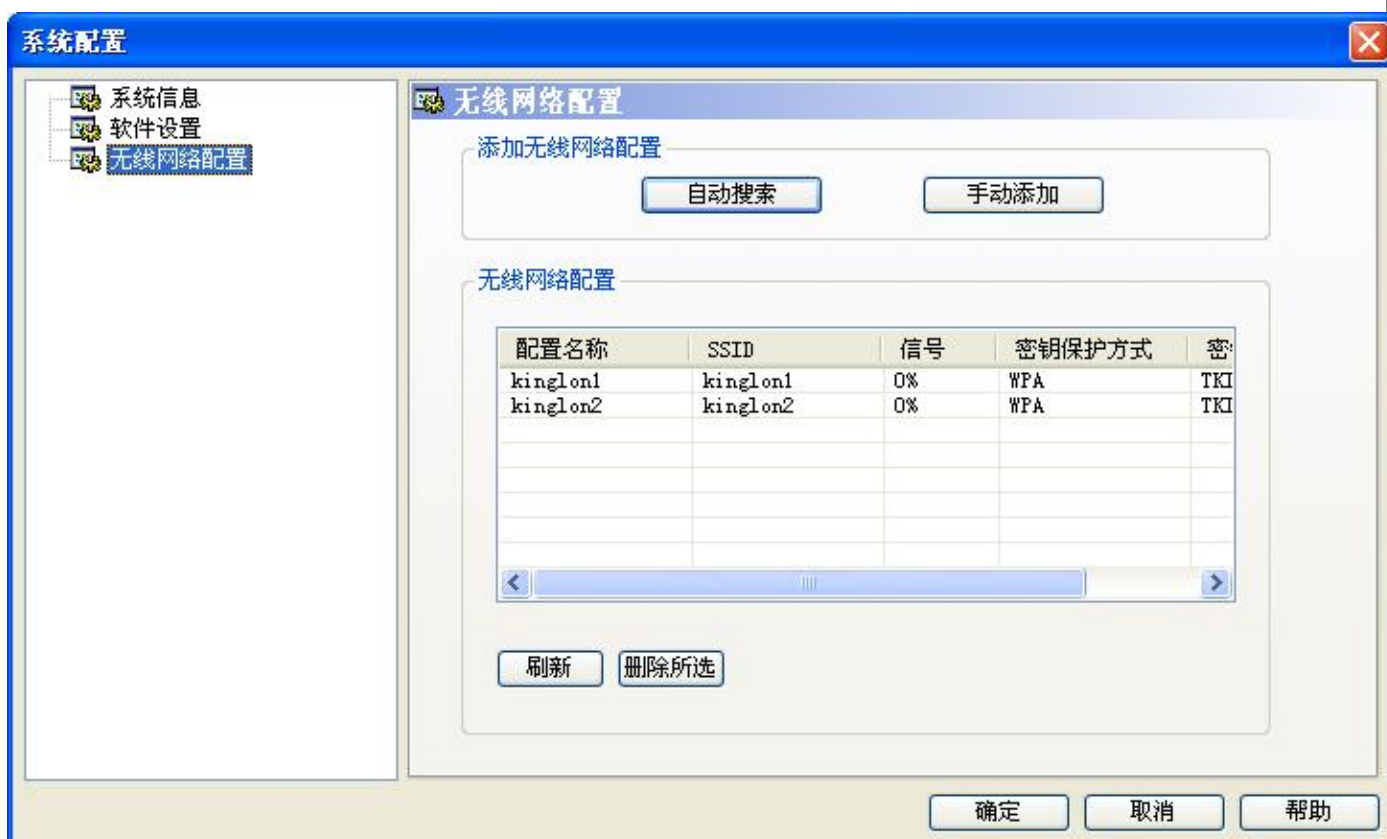 系统配置
系统信息
软件设置
无线网络配置
无线网络配置
添加无线网络配置
自动搜索 手动添加
无线网络配置
配置名称 SSID 信号 密钥保护方式 密
kinglon1 kinglon1 0% WPA TKI
kinglon2 kinglon2 0% WPA TKI
刷新 删除所选
确定 取消 帮助